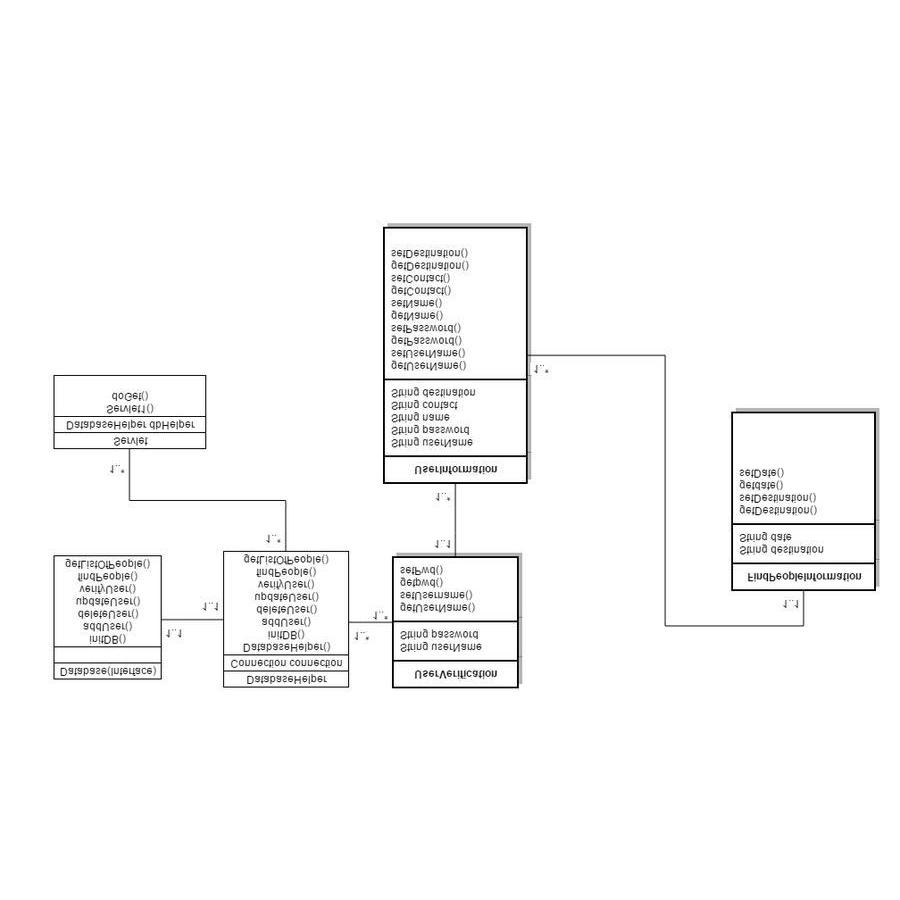 Database(Interface)
initDB()
addUser()
deleteUser()
updateUser()
verifyUser()
findPeople()
getListOfPeople()
1..1
1..1
DatabaseHelper
Connection connection
DatabaseHelper()
initDB()
addUser()
deleteUser()
updateUser()
verifyUser()
findPeople()
getListOfPeople()
1..*
1..*
1..*
UserVerification
String userName
String password
getUserName()
setUsername()
getpwd()
setPwd()
1..1
1..*
1..*
Servlet
DatabaseHelper dbHelper
Servlet1()
doGet()
UserInformation
String userName
String password
String name
String contact
String destination
getUserName()
setUserName()
getPassword()
setPassword()
getName()
setName()
getContact()
setContact()
getDestination()
setDestination()
1..*
1..1
FindPeopleInformation
String destination
String date
getDestination()
setDestination()
getdate()
setDate()